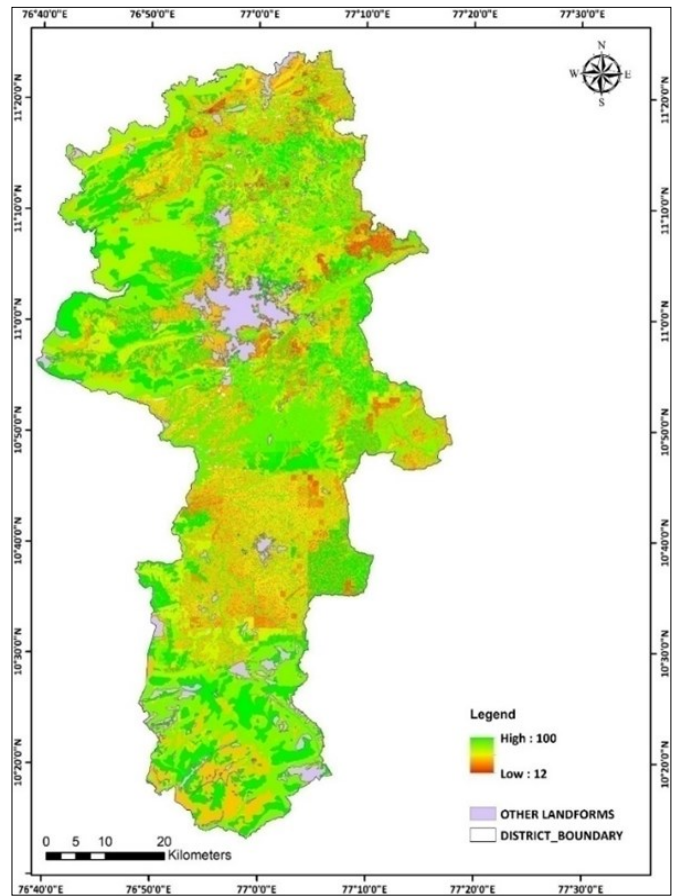 76°40'0"E 76°50'0"E 77°0'0"E 77°10'0"E 77°20'0"E 77°30'0"E
N
W E
S
11°20'0"N 11°20'0"N
11°10'0"N 11°10'0"N
11°0'0"N 11°0'0"N
10°50'0"N 10°50'0"N
10°40'0"N 10°40'0"N
10°30'0"N 10°30'0"N
Legend
High : 100
Low : 12
10°20'0"N 10°20'0"N
OTHER LANDFORMS
DISTRICT_BOUNDARY
0 5 10 20
Kilometers
76°40'0"E 76°50'0"E 77°0'0"E 77°10'0"E 77°20'0"E 77°30'0"E